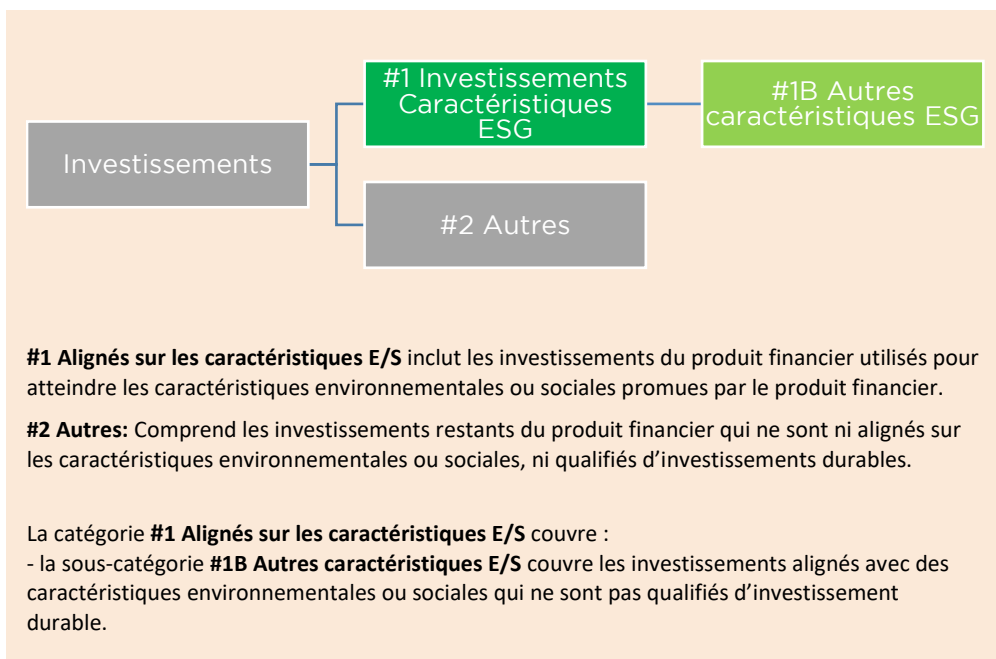 #1 Investissements
Caractéristiques
ESG
#1B Autres
caractéristiques ESG
Investissements
#2 Autres
#1 Alignés sur les caractéristiques E/S inclut les investissements du produit financier utilisés pour
atteindre les caractéristiques environnementales ou sociales promues par le produit financier.
#2 Autres: Comprend les investissements restants du produit financier qui ne sont ni alignés sur
les caractéristiques environnementales ou sociales, ni qualifiés d’investissements durables.
La catégorie #1 Alignés sur les caractéristiques E/S couvre :
- la sous-catégorie #1B Autres caractéristiques E/S couvre les investissements alignés avec des
caractéristiques environnementales ou sociales qui ne sont pas qualifiés d’investissement
durable.